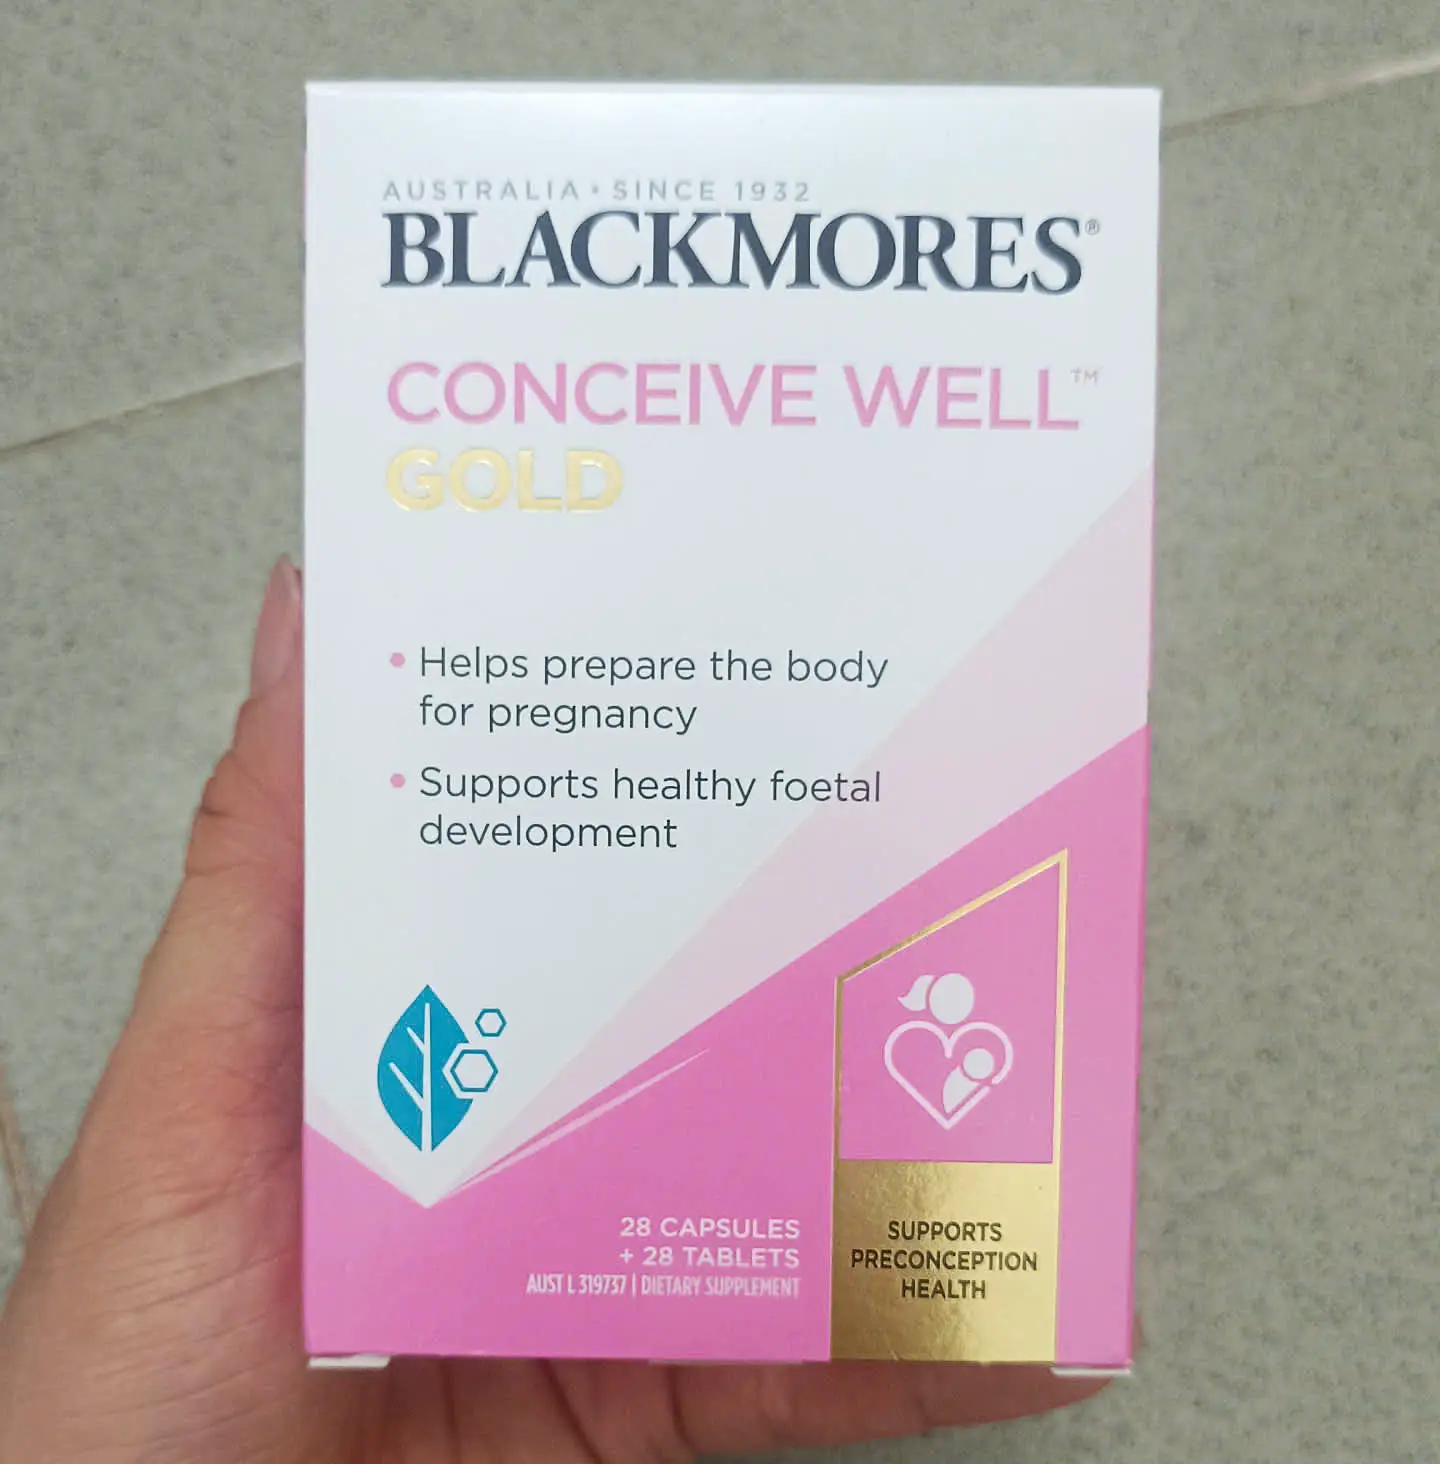 AUSTRALIA • SINCE 1932
BLACKMORES®
CONCEIVE WELL™
GOLD
• Helps prepare the body
for pregnancy
• Supports healthy foetal
development
28 CAPSULES
+ 28 TABLETS
AUST L 319737 | DIETARY SUPPLEMENT
SUPPORTS
PRECONCEPTION
HEALTH